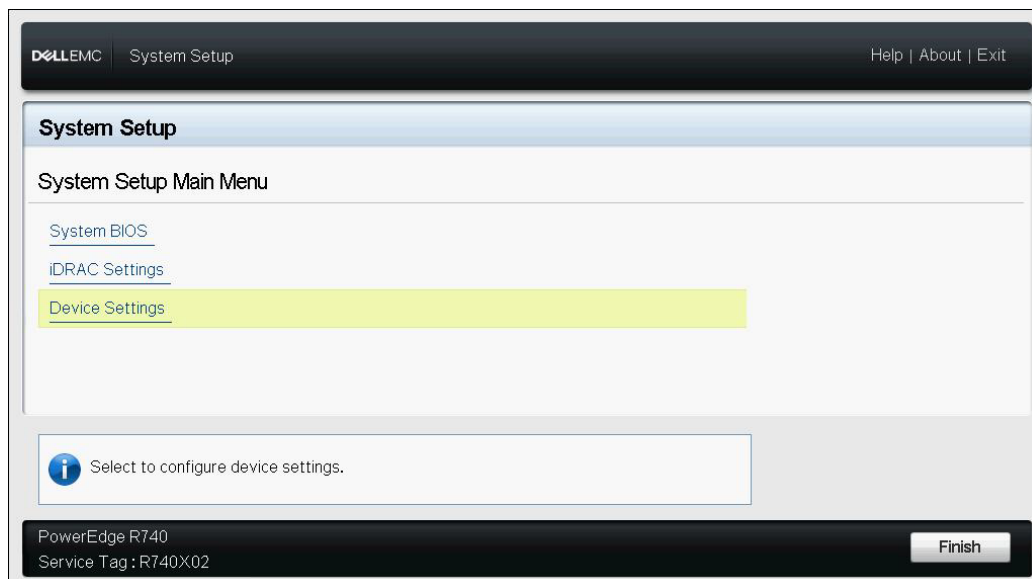 DELLEMC System Setup Help | About | Exit
System Setup
System Setup Main Menu
System BIOS
iDRAC Settings
Device Settings
Select to configure device settings.
PowerEdge R740
Service Tag : R740X02
Finish